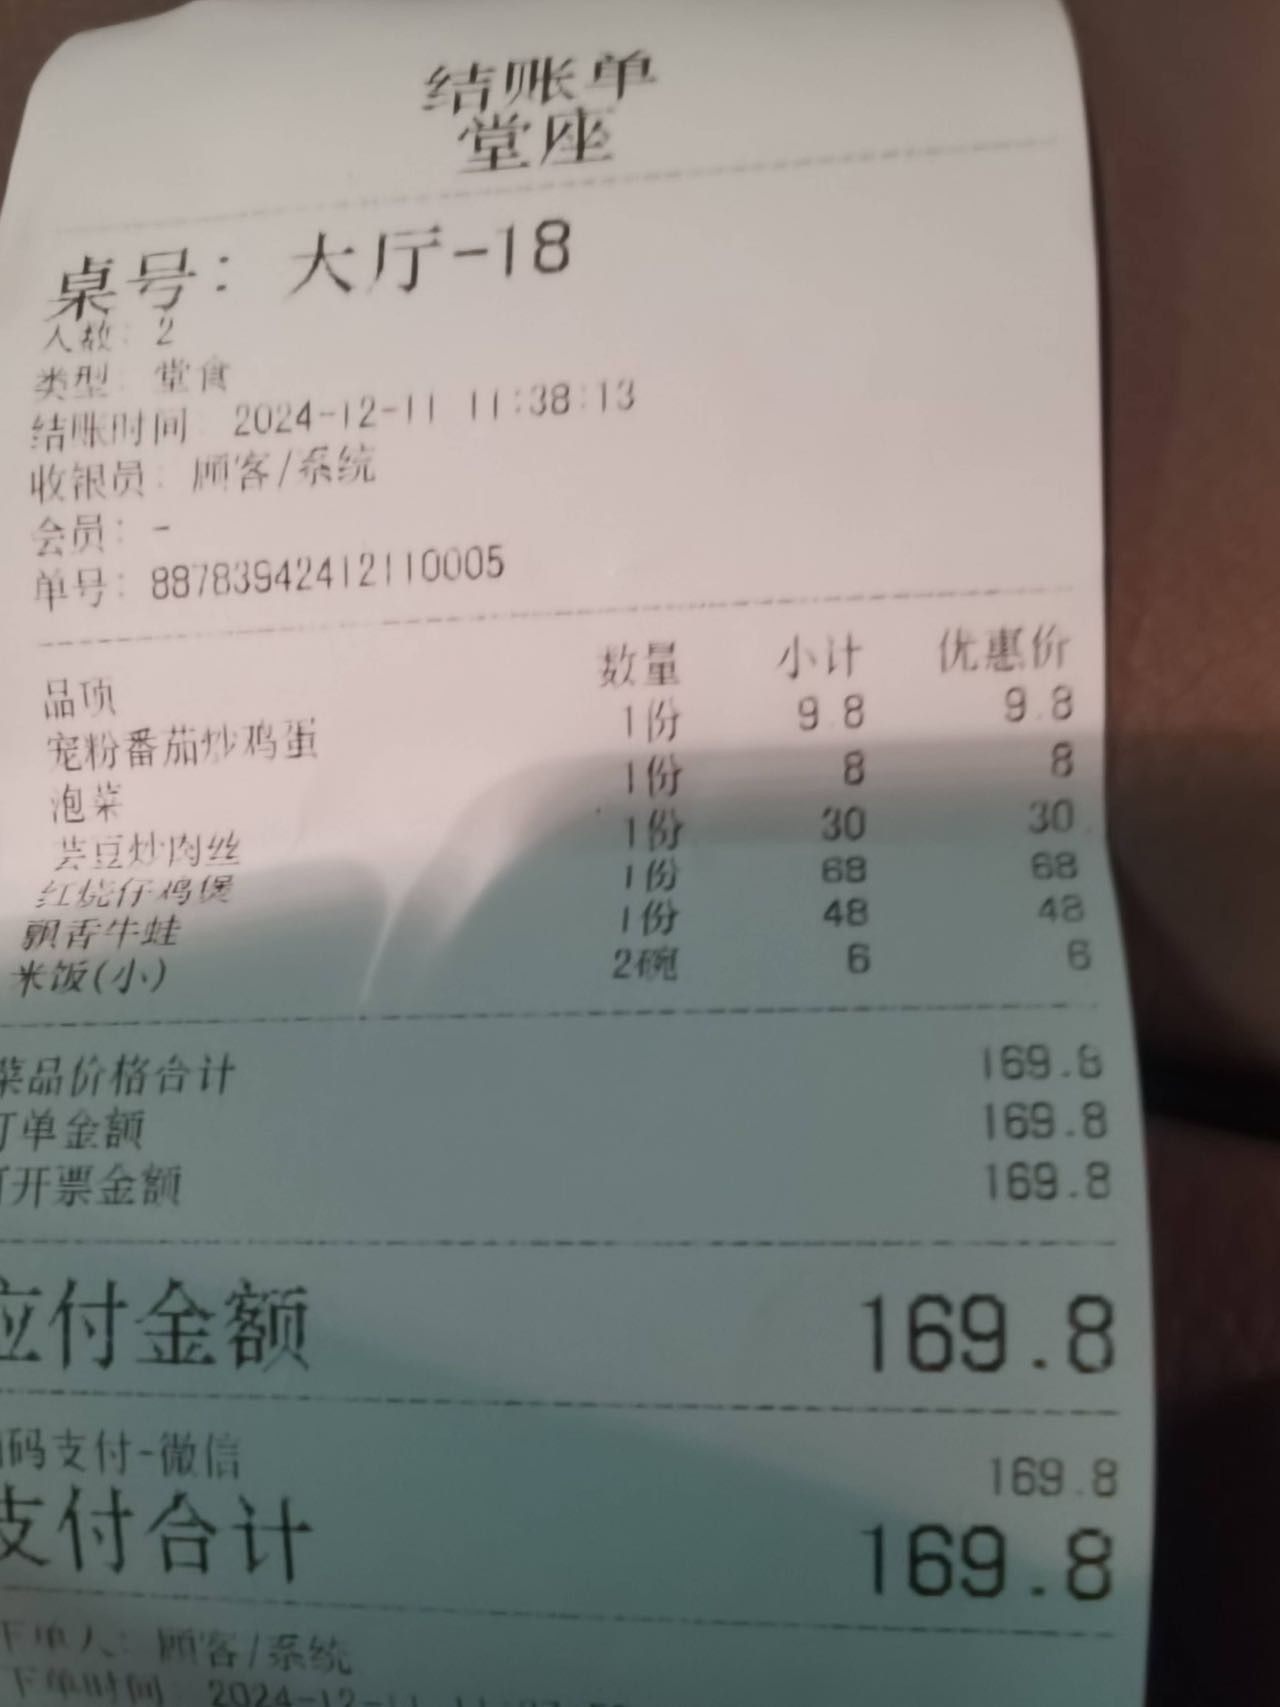 结账单
堂座
桌号: 大厅-18
人数: 2
类型: 堂食
结账时间: 2024-12-11 11:38:13
收银员: 顾客/系统
会员: -
单号: 88783942412110005
品项 数量 小计 优惠价
宠粉番茄炒鸡蛋 1份 9.8 9.8
泡菜 1份 8 8
芸豆炒肉丝 1份 30 30
红烧仔鸡煲 1份 68 68
飘香牛蛙 1份 48 48
米饭(小) 2碗 6 6
菜品价格合计 169.8
订单金额 169.8
可开票金额 169.8
应付金额 169.8
扫码支付-微信 169.8
支付合计 169.8
下单人: 顾客/系统
下单时间: 2024-12-11